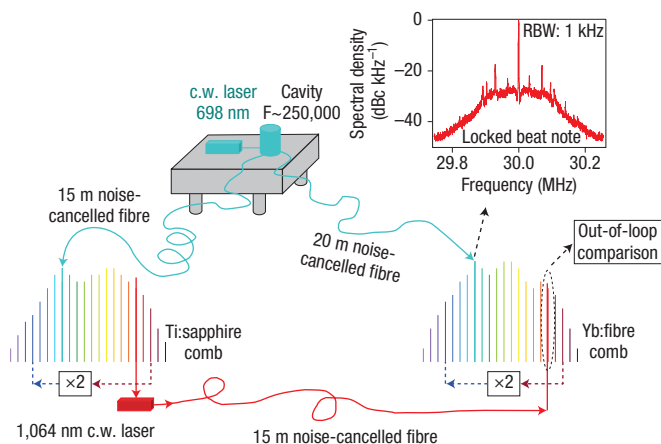 c.w. laser
698 nm
Cavity
F~250,000
15 m noise-
cancelled fibre
20 m noise-
cancelled fibre
Spectral density
(dBc kHz⁻¹)
0
−20
−40
RBW: 1 kHz
Locked beat note
29.8
30.0
30.2
Frequency (MHz)
Out-of-loop
comparison
Ti:sapphire
comb
×2
Yb:fibre
comb
×2
1,064 nm c.w. laser
15 m noise-cancelled fibre